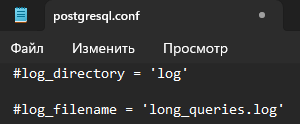 postgresql.conf
Файл Изменить Просмотр
#log_directory = 'log'
#log_filename = 'long_queries.log'